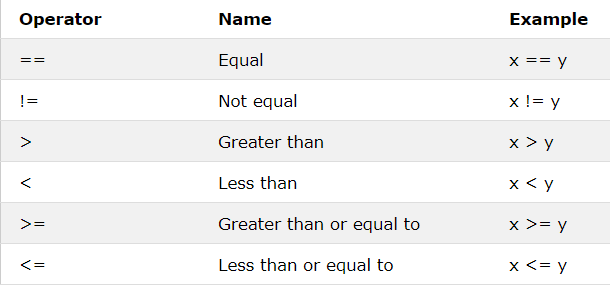 Operator Name Example
== Equal x == y
!= Not equal x != y
> Greater than x > y
< Less than x < y
>= Greater than or equal to x >= y
<= Less than or equal to x <= y